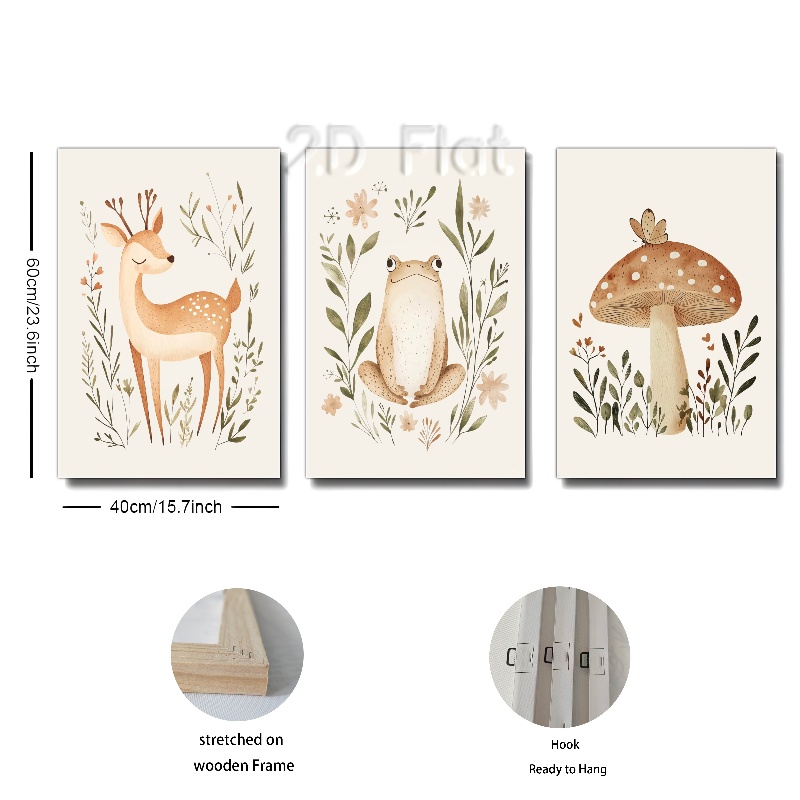 2D Flat
60cm/23.6inch
40cm/15.7inch
stretched on
wooden Frame
Hook
Ready to Hang